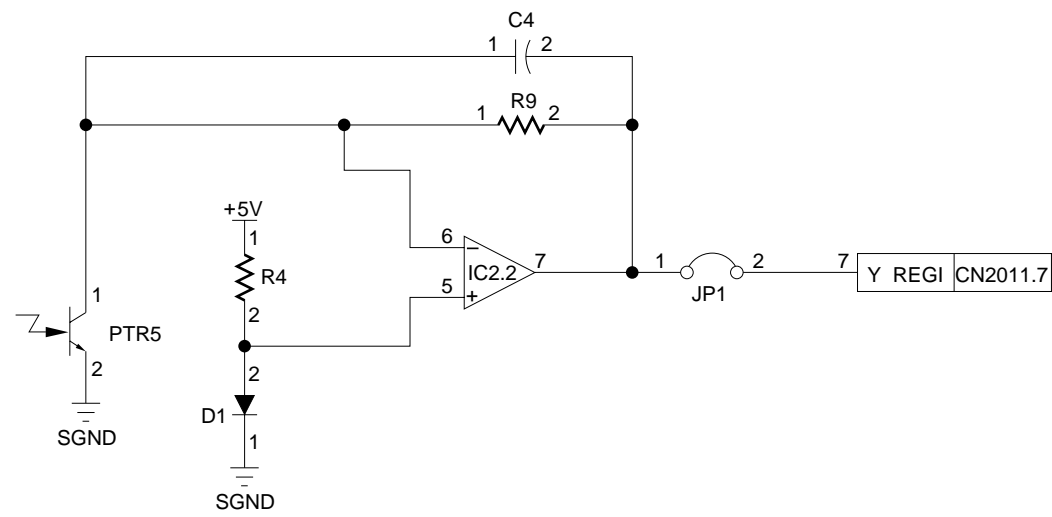 C4
1 2
R9
1 2
+5V
1
R4
2
6
IC2.2
7
5
1 2
JP1
7
Y REGI CN2011.7
1
PTR5
2
SGND
2
D1
1
SGND